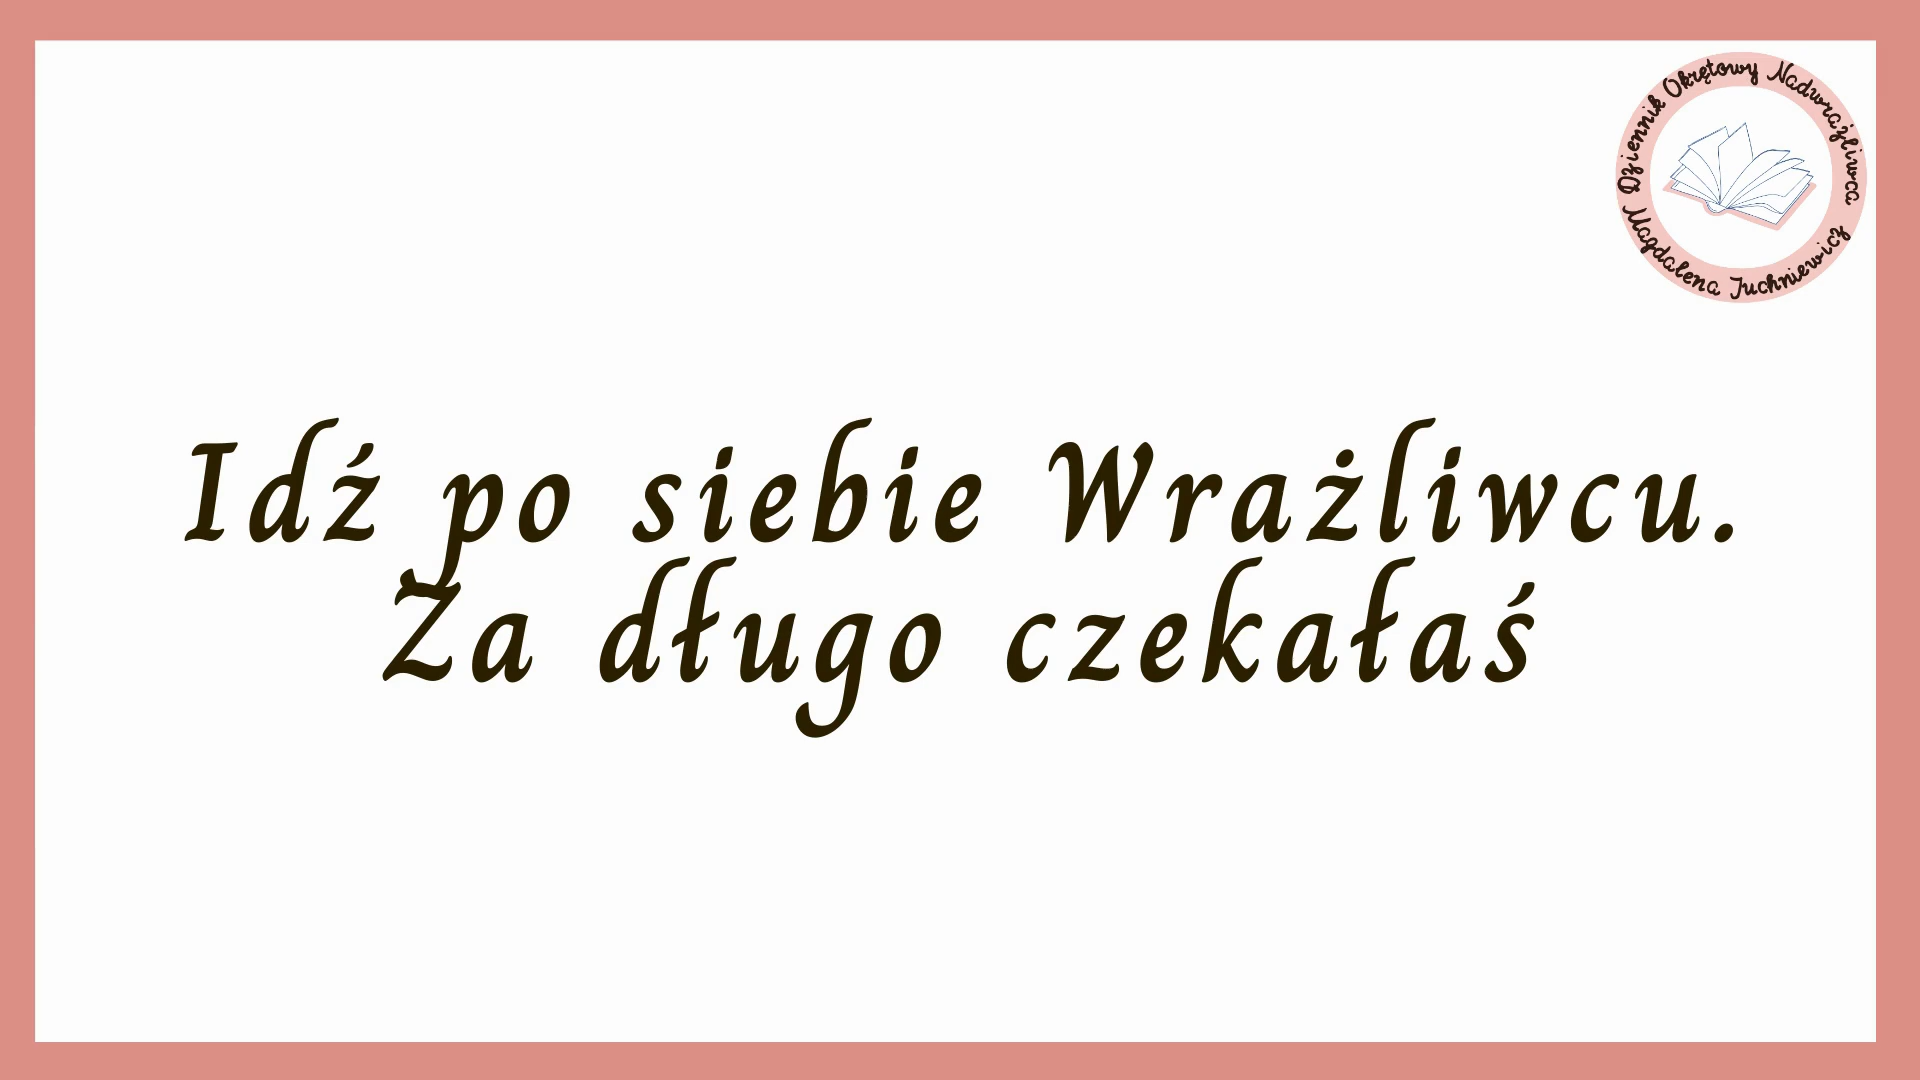 Dziennik Okrętowy Nadwrażliwca
Magdalena Juchniewicz
Idź po siebie Wrażliwcu.
Za długo czekałaś